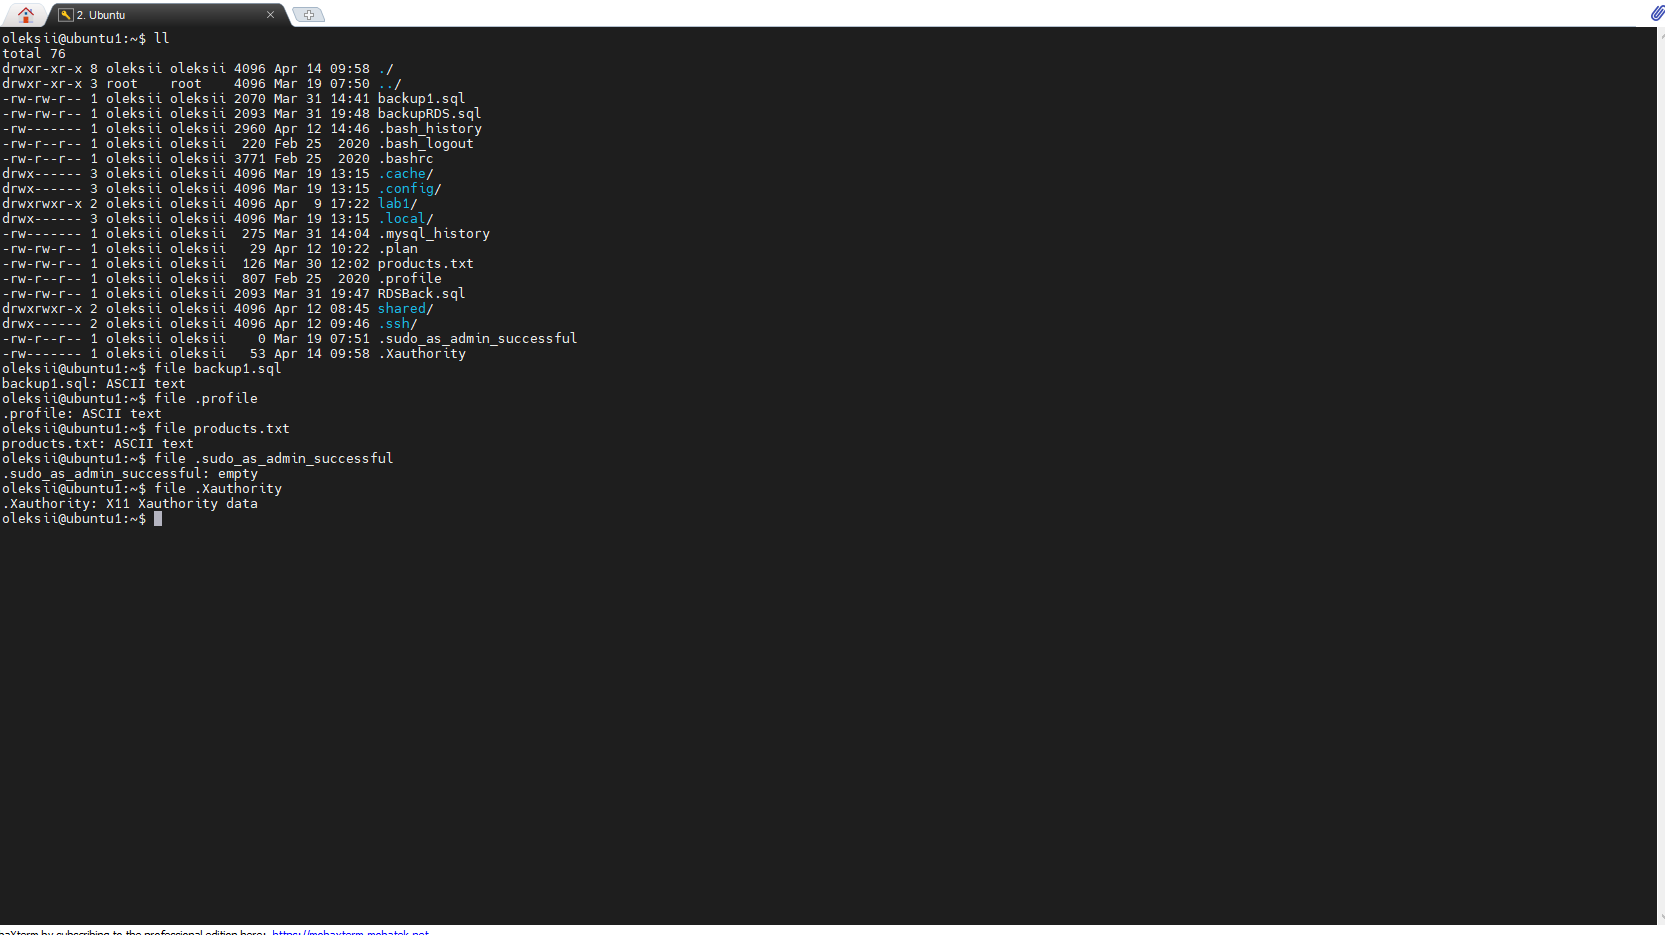 2. Ubuntu
oleksii@ubuntu1:~$ ll
total 76
drwxr-xr-x 8 oleksii oleksii 4096 Apr 14 09:58 ./
drwxr-xr-x 3 root    root    4096 Mar 19 07:50 ../
-rw-rw-r-- 1 oleksii oleksii 2070 Mar 31 14:41 backup1.sql
-rw-rw-r-- 1 oleksii oleksii 2093 Mar 31 19:48 backupRDS.sql
-rw------- 1 oleksii oleksii 2960 Apr 12 14:46 .bash_history
-rw-r--r-- 1 oleksii oleksii  220 Feb 25  2020 .bash_logout
-rw-r--r-- 1 oleksii oleksii 3771 Feb 25  2020 .bashrc
drwx------ 3 oleksii oleksii 4096 Mar 19 13:15 .cache/
drwx------ 3 oleksii oleksii 4096 Mar 19 13:15 .config/
drwxrwxr-x 2 oleksii oleksii 4096 Apr  9 17:22 lab1/
drwx------ 3 oleksii oleksii 4096 Mar 19 13:15 .local/
-rw------- 1 oleksii oleksii  275 Mar 31 14:04 .mysql_history
-rw-rw-r-- 1 oleksii oleksii   29 Apr 12 10:22 .plan
-rw-rw-r-- 1 oleksii oleksii  126 Mar 30 12:02 products.txt
-rw-r--r-- 1 oleksii oleksii  807 Feb 25  2020 .profile
-rw-rw-r-- 1 oleksii oleksii 2093 Mar 31 19:47 RDSBack.sql
drwxrwxr-x 2 oleksii oleksii 4096 Apr 12 08:45 shared/
drwx------ 2 oleksii oleksii 4096 Apr 12 09:46 .ssh/
-rw-r--r-- 1 oleksii oleksii    0 Mar 19 07:51 .sudo_as_admin_successful
-rw------- 1 oleksii oleksii   53 Apr 14 09:58 .Xauthority
oleksii@ubuntu1:~$ file backup1.sql
backup1.sql: ASCII text
oleksii@ubuntu1:~$ file .profile
.profile: ASCII text
oleksii@ubuntu1:~$ file products.txt
products.txt: ASCII text
oleksii@ubuntu1:~$ file .sudo_as_admin_successful
.sudo_as_admin_successful: empty
oleksii@ubuntu1:~$ file .Xauthority
.Xauthority: X11 Xauthority data
oleksii@ubuntu1:~$
by subscribing to the professional edition here: https://mobaxterm.mobatek.net